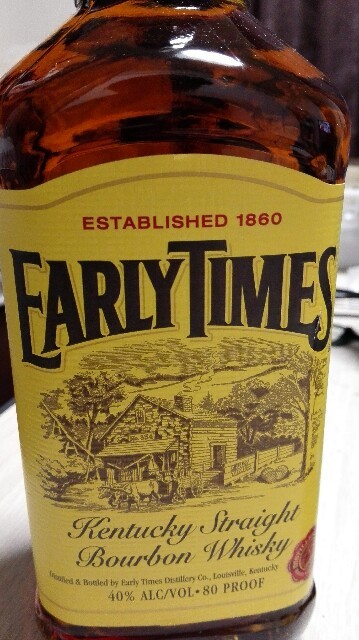 ESTABLISHED 1860
EARLY TIMES
Kentucky Straight
Bourbon Whisky
Distilled & Bottled by Early Times Distillery Co., Louisville, Kentucky
40% ALC/VOL • 80 PROOF